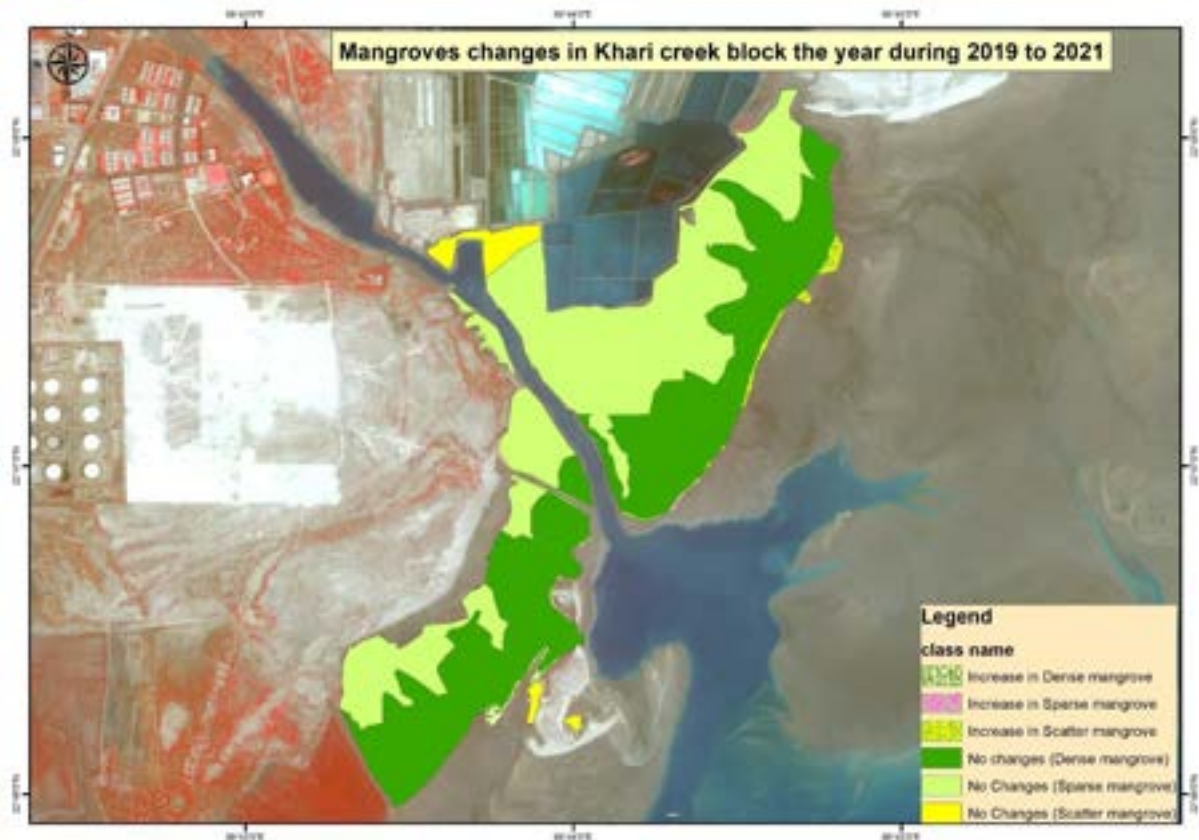 Mangroves changes in Khari creek block the year during 2019 to 2021
Legend
class name
Increase in Dense mangrove
Increase in Sparse mangrove
Increase in Scatter mangrove
No changes (Dense mangrove)
No Changes (Sparse mangrove)
No Changes (Scatter mangrove)